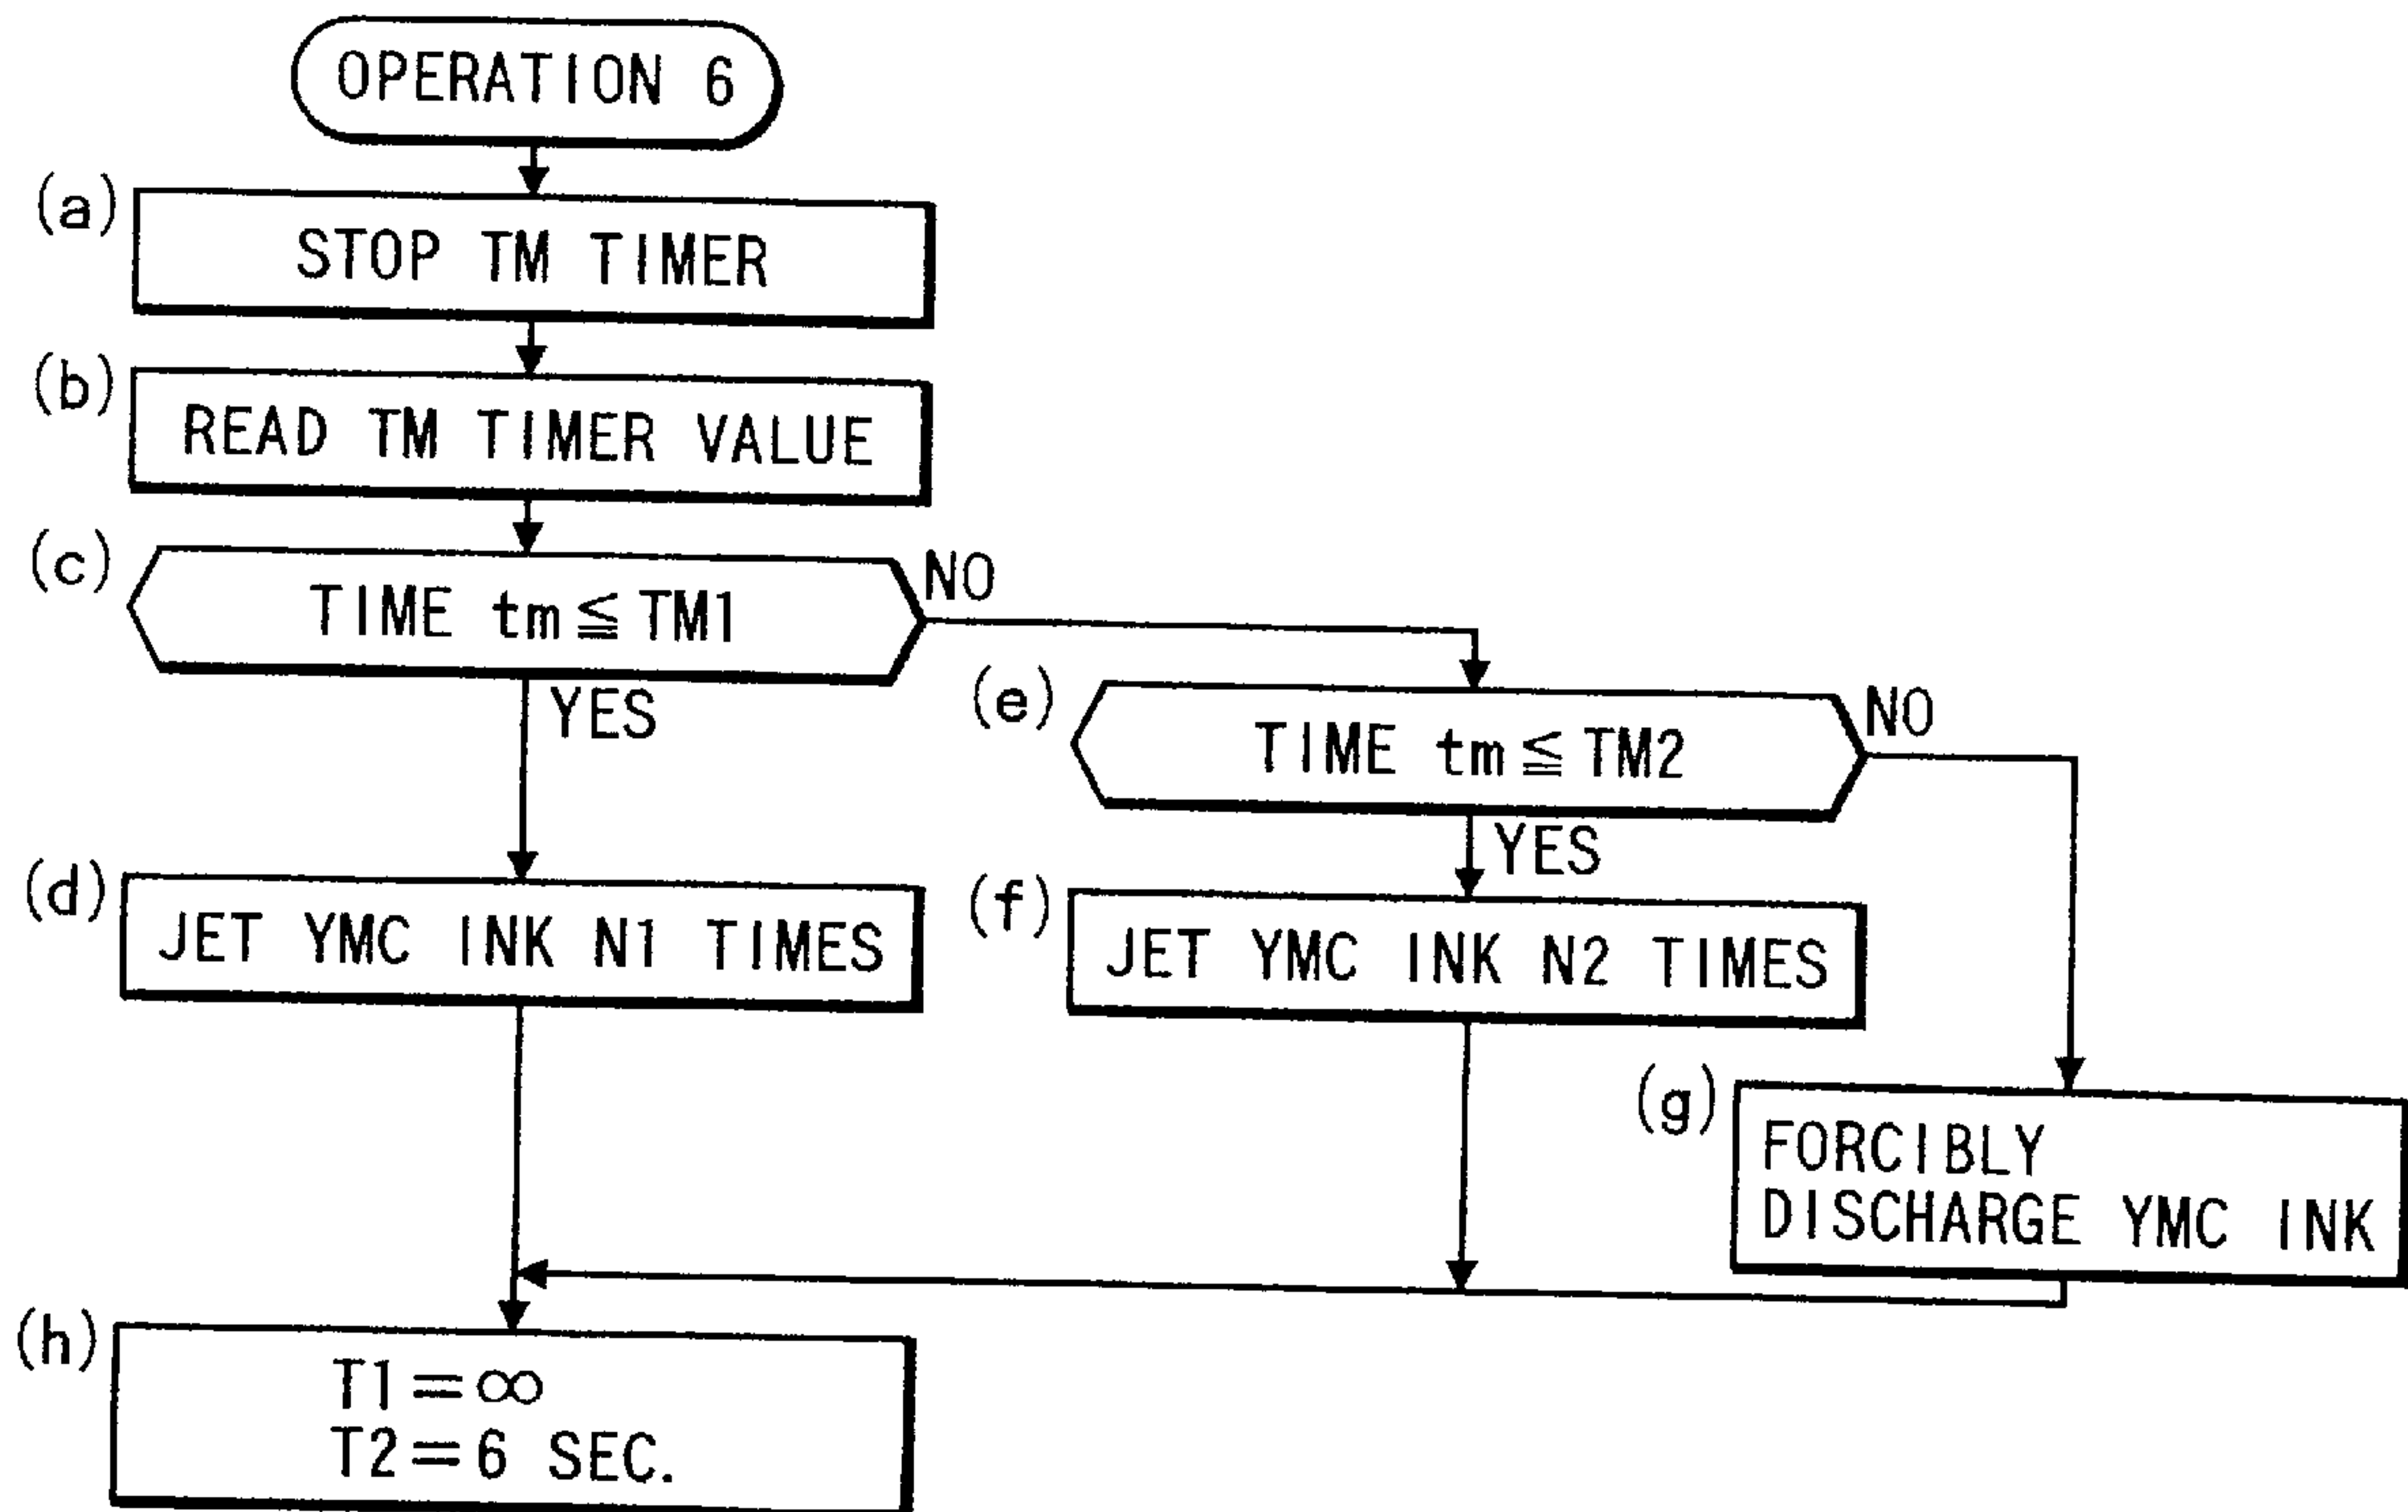 OPERATION 6
(a)
STOP TM TIMER
(b)
READ TM TIMER VALUE
(c)
TIME tm≦TM1
NO
YES
(e)
TIME tm≦TM2
NO
YES
(d)
JET YMC INK N1 TIMES
(f)
JET YMC INK N2 TIMES
(g)
FORCIBLY
DISCHARGE YMC INK
(h)
T1=∞
T2=6 SEC.